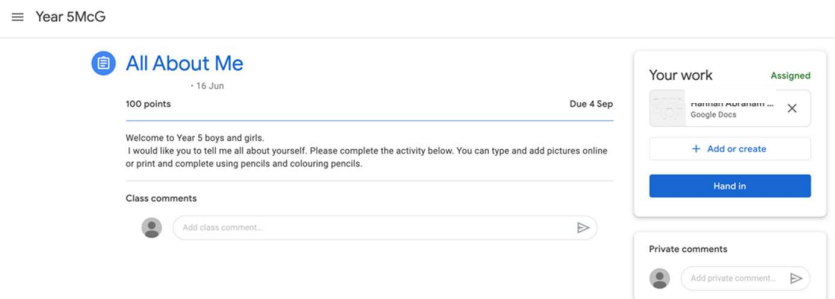 Year 5McG
All About Me
• 16 Jun
100 points
Due 4 Sep
Welcome to Year 5 boys and girls.
I would like you to tell me all about yourself. Please complete the activity below. You can type and add pictures online
or print and complete using pencils and colouring pencils.
Class comments
Add class comment...
Your work
Assigned
Hannah Abraham ...
Google Docs
+ Add or create
Hand in
Private comments
Add private comment...